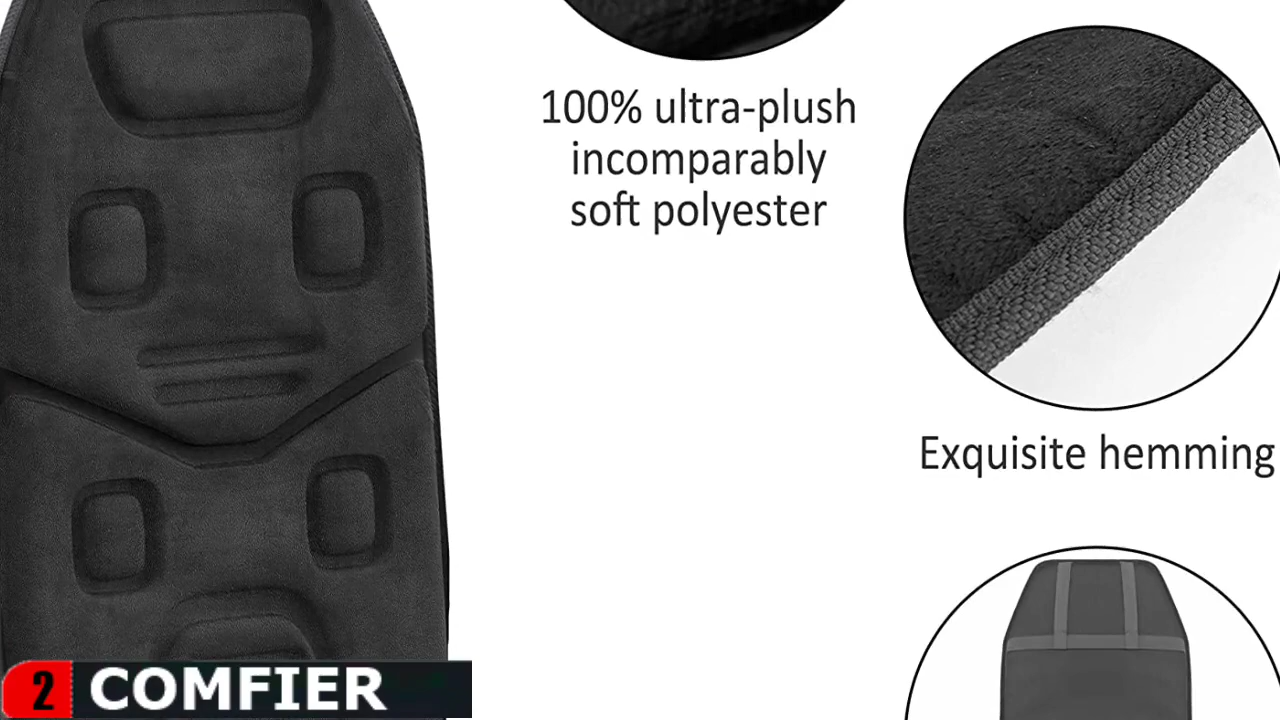 100% ultra-plush
incomparably
soft polyester
Exquisite hemming
2 COMFIER